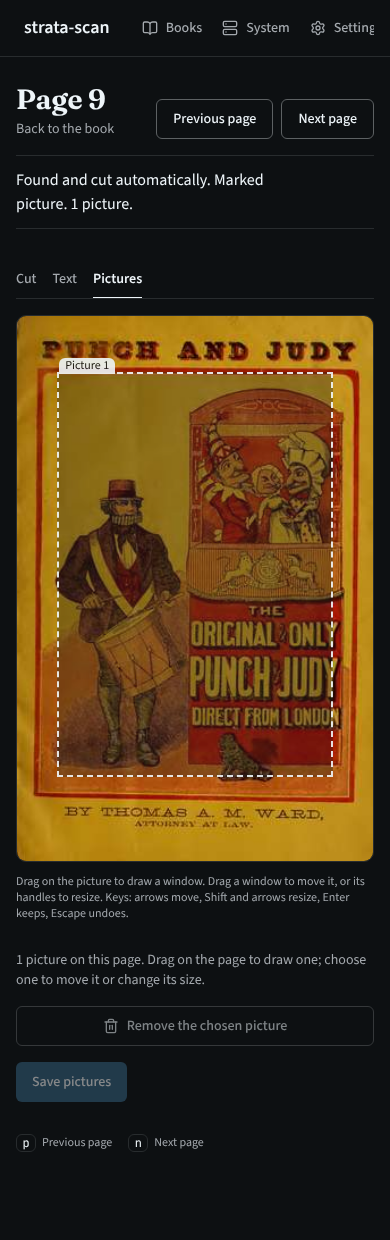 strata-scan
Books
System
Setting
Page 9
Back to the book
Previous page
Next page
Found and cut automatically. Marked
picture. 1 picture.
Cut
Text
Pictures
PUNCH AND JUDY
Picture 1
THE
ORIGINAL & ONLY
PUNCH & JUDY
DIRECT FROM LONDON
BY THOMAS A. M. WARD,
ATTORNEY AT LAW.
Drag on the picture to draw a window. Drag a window to move it, or its
handles to resize. Keys: arrows move, Shift and arrows resize, Enter
keeps, Escape undoes.
1 picture on this page. Drag on the page to draw one; choose
one to move it or change its size.
Remove the chosen picture
Save pictures
p Previous page
n Next page